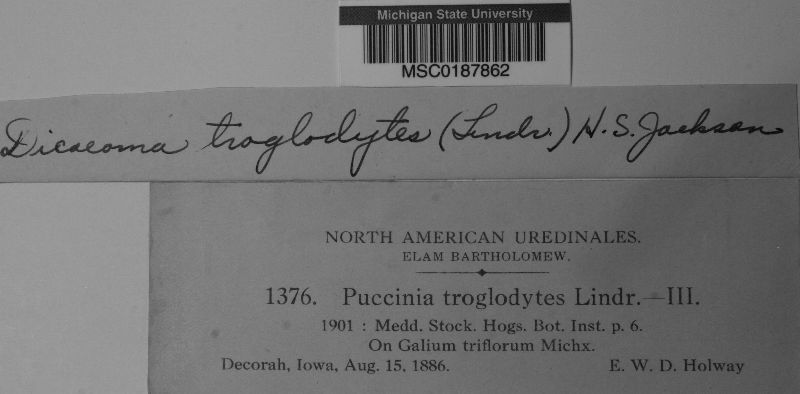 Michigan State University
MSC0187862
Dicaeoma troglodytes (Lindr.) H. S. Jackson
NORTH AMERICAN UREDINALES.
ELAM BARTHOLOMEW.
1376. Puccinia troglodytes Lindr.—III.
1901 : Medd. Stock. Hogs. Bot. Inst. p. 6.
On Galium triflorum Michx.
Decorah, Iowa, Aug. 15, 1886. E. W. D. Holway